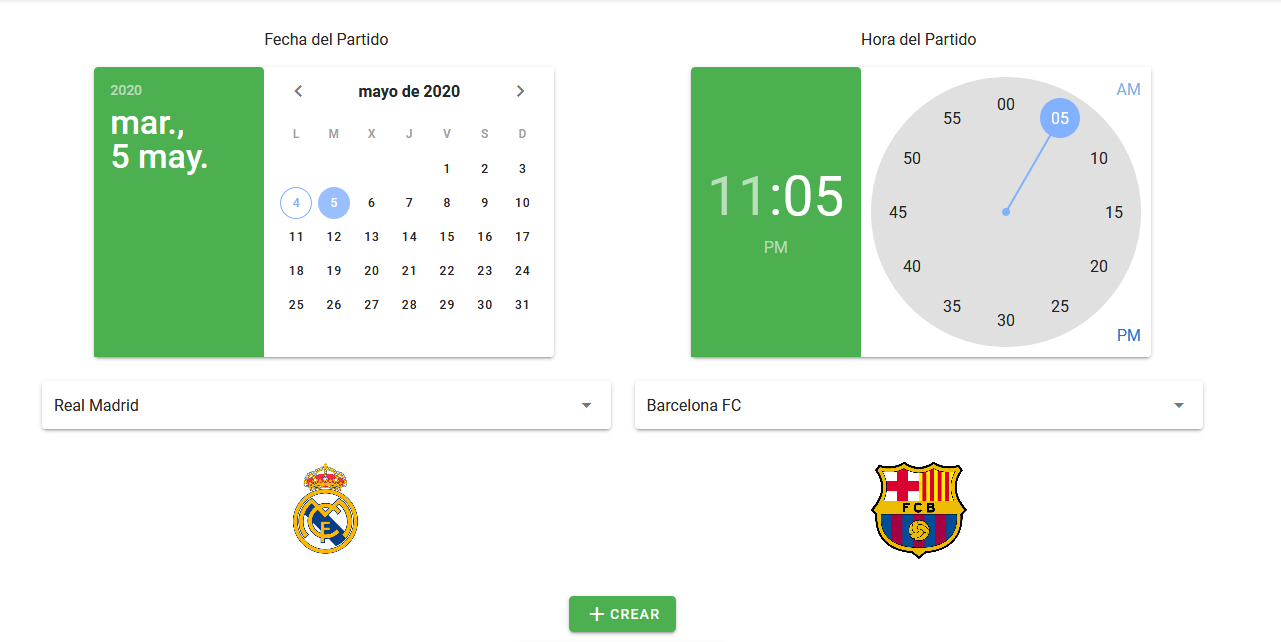 Fecha del Partido
2020
mar.,
5 may.
mayo de 2020
L M X J V S D
1 2 3
4 5 6 7 8 9 10
11 12 13 14 15 16 17
18 19 20 21 22 23 24
25 26 27 28 29 30 31
Hora del Partido
11:05
PM
AM
00
05
10
15
20
25
30
35
40
45
50
55
PM
Real Madrid
Barcelona FC
FCB
+ CREAR